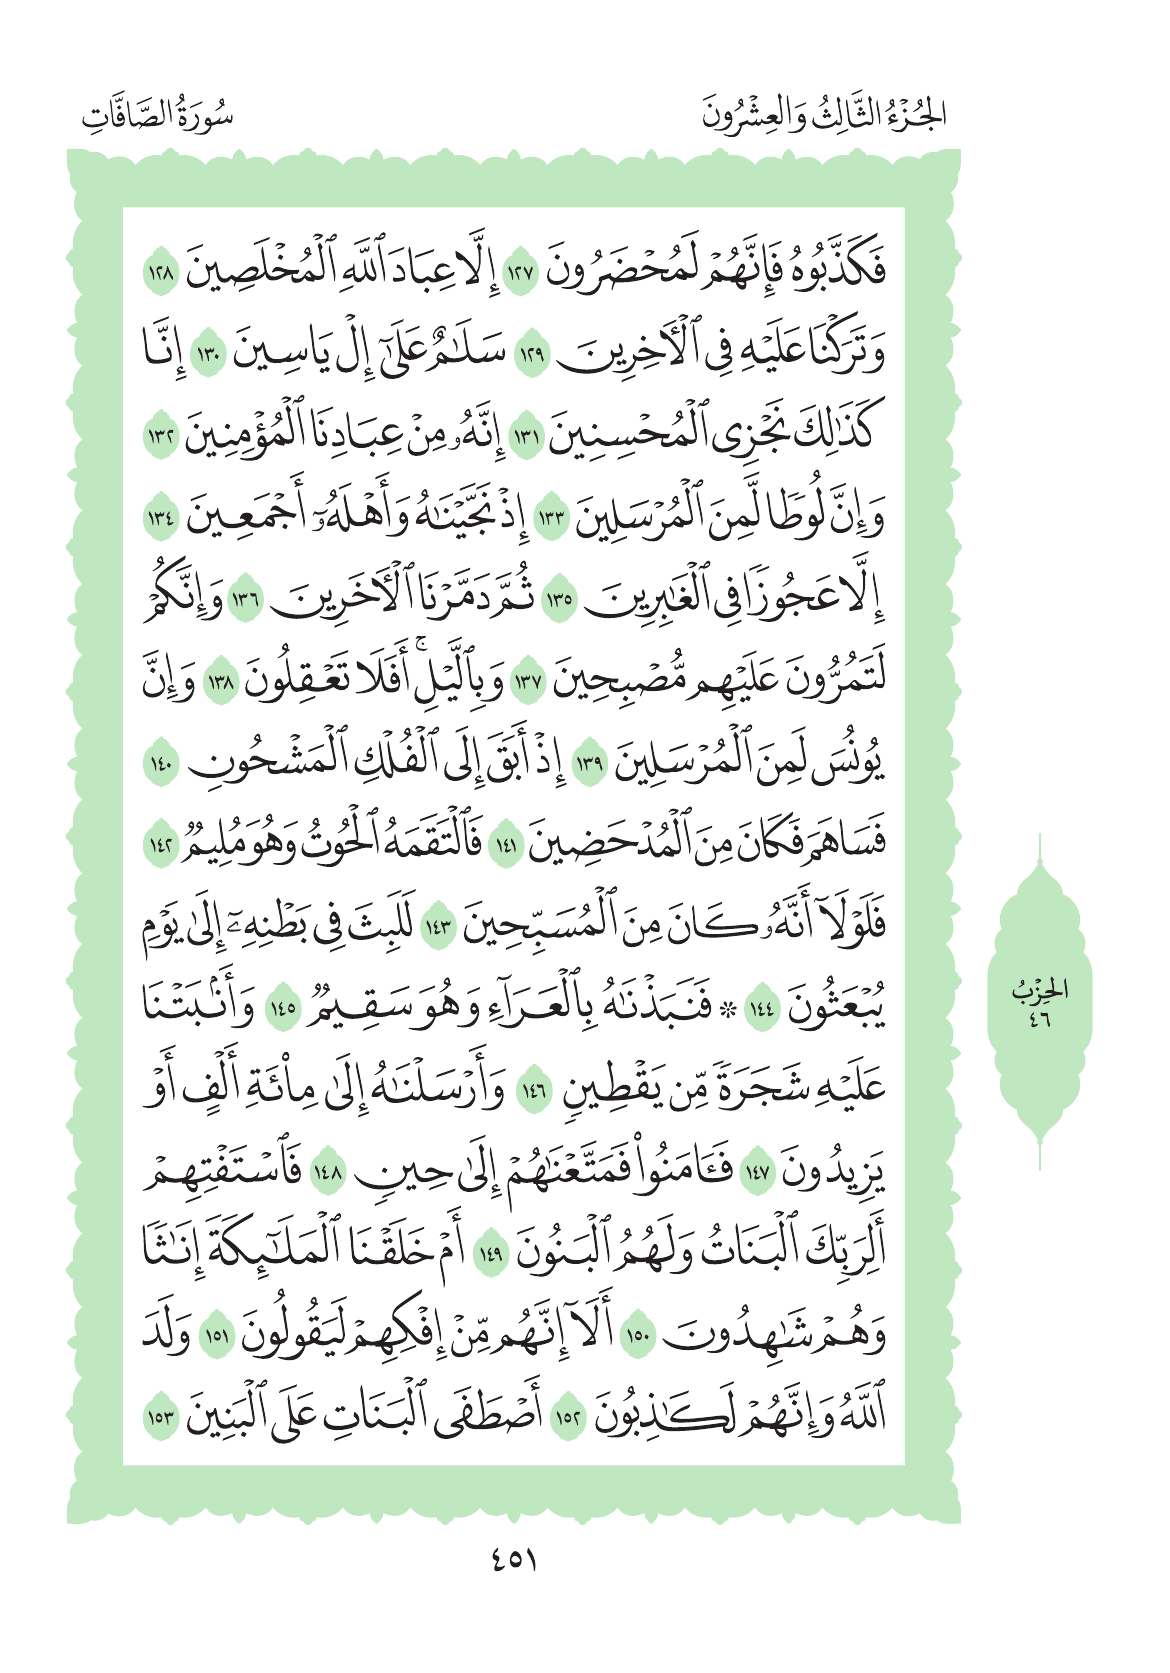 الجُزْءُ الثَّالِثُ وَالعِشْرُونَ
سُورَةُ الصَّافَّاتِ
فَكَذَّبُوهُ فَإِنَّهُمۡ لَمُحۡضَرُونَ ١٢٧ إِلَّا عِبَادَ ٱللَّهِ ٱلۡمُخۡلَصِينَ ١٢٨
وَتَرَكۡنَا عَلَيۡهِ فِي ٱلۡأٓخِرِينَ ١٢٩ سَلَٰمٌ عَلَىٰٓ إِلۡ يَاسِينَ ١٣٠ إِنَّا
كَذَٰلِكَ نَجۡزِي ٱلۡمُحۡسِنِينَ ١٣١ إِنَّهُۥ مِنۡ عِبَادِنَا ٱلۡمُؤۡمِنِينَ ١٣٢
وَإِنَّ لُوطٗا لَّمِنَ ٱلۡمُرۡسَلِينَ ١٣٣ إِذۡ نَجَّيۡنَٰهُ وَأَهۡلَهُۥٓ أَجۡمَعِينَ ١٣٤
إِلَّا عَجُوزٗا فِي ٱلۡغَٰبِرِينَ ١٣٥ ثُمَّ دَمَّرۡنَا ٱلۡأٓخَرِينَ ١٣٦ وَإِنَّكُمۡ
لَتَمُرُّونَ عَلَيۡهِم مُّصۡبِحِينَ ١٣٧ وَبِٱلَّيۡلِۚ أَفَلَا تَعۡقِلُونَ ١٣٨ وَإِنَّ
يُونُسَ لَمِنَ ٱلۡمُرۡسَلِينَ ١٣٩ إِذۡ أَبَقَ إِلَى ٱلۡفُلۡكِ ٱلۡمَشۡحُونِ ١٤٠
فَسَاهَمَ فَكَانَ مِنَ ٱلۡمُدۡحَضِينَ ١٤١ فَٱلۡتَقَمَهُ ٱلۡحُوتُ وَهُوَ مُلِيمٞ ١٤٢
فَلَوۡلَآ أَنَّهُۥ كَانَ مِنَ ٱلۡمُسَبِّحِينَ ١٤٣ لَلَبِثَ فِي بَطۡنِهِۦٓ إِلَىٰ يَوۡمِ
يُبۡعَثُونَ ١٤٤ ۞ فَنَبَذۡنَٰهُ بِٱلۡعَرَآءِ وَهُوَ سَقِيمٞ ١٤٥ وَأَنۢبَتۡنَا
عَلَيۡهِ شَجَرَةٗ مِّن يَقۡطِينٖ ١٤٦ وَأَرۡسَلۡنَٰهُ إِلَىٰ مِاْئَةِ أَلۡفٍ أَوۡ
يَزِيدُونَ ١٤٧ فَـَٔامَنُواْ فَمَتَّعۡنَٰهُمۡ إِلَىٰ حِينٖ ١٤٨ فَٱسۡتَفۡتِهِمۡ
أَلِرَبِّكَ ٱلۡبَنَاتُ وَلَهُمُ ٱلۡبَنُونَ ١٤٩ أَمۡ خَلَقۡنَا ٱلۡمَلَٰٓئِكَةَ إِنَٰثٗا
وَهُمۡ شَٰهِدُونَ ١٥٠ أَلَآ إِنَّهُم مِّنۡ إِفۡكِهِمۡ لَيَقُولُونَ ١٥١ وَلَدَ
ٱللَّهُ وَإِنَّهُمۡ لَكَٰذِبُونَ ١٥٢ أَصۡطَفَى ٱلۡبَنَاتِ عَلَى ٱلۡبَنِينَ ١٥٣
الحِزْبُ
٤٦
٤٥١